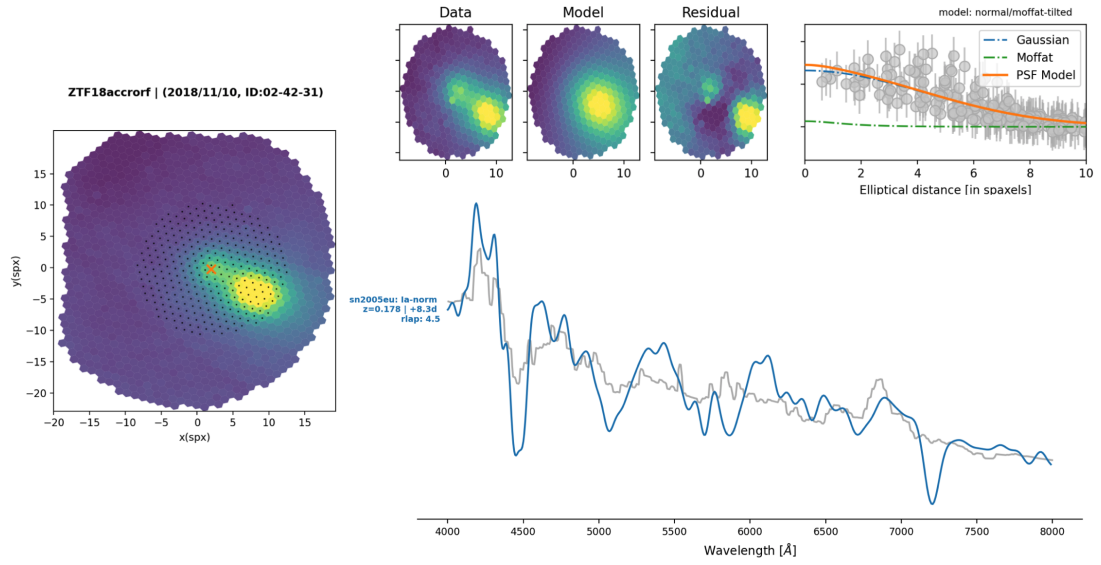 Data
Model
Residual
model: normal/moffat-tilted
ZTF18accrorf | (2018/11/10, ID:02-42-31)
Gaussian
Moffat
PSF Model
0
10
0
10
0
10
0
2
4
6
8
10
Elliptical distance [in spaxels]
15
10
5
0
−5
−10
−15
−20
y(spx)
−20
−15
−10
−5
0
5
10
15
x(spx)
sn2005eu: Ia-norm
z=0.178 | +8.3d
rlap: 4.5
4000
4500
5000
5500
6000
6500
7000
7500
8000
Wavelength [Å]